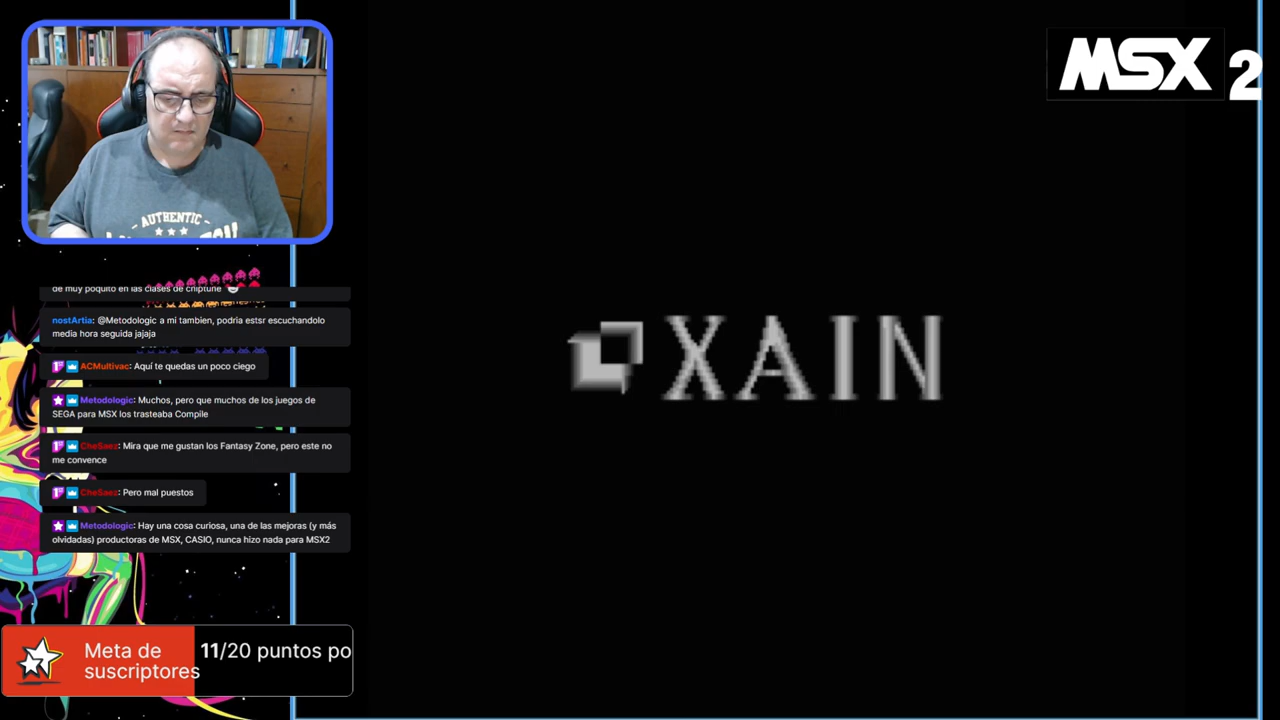 MSX 2
AUTHENTIC
de muy poquito en las clases de chiptune
nostArtia: @Metodologic a mi tambien, podria estsr escuchandolo
media hora seguida jajaja
ACMultivac: Aquí te quedas un poco ciego
Metodologic: Muchos, pero que muchos de los juegos de
SEGA para MSX los trasteaba Compile
CheSaez: Mira que me gustan los Fantasy Zone, pero este no
me convence
CheSaez: Pero mal puestos
Metodologic: Hay una cosa curiosa, una de las mejoras (y más
olvidadas) productoras de MSX, CASIO, nunca hizo nada para MSX2
XAIN
Meta de
suscriptores
11/20 puntos po